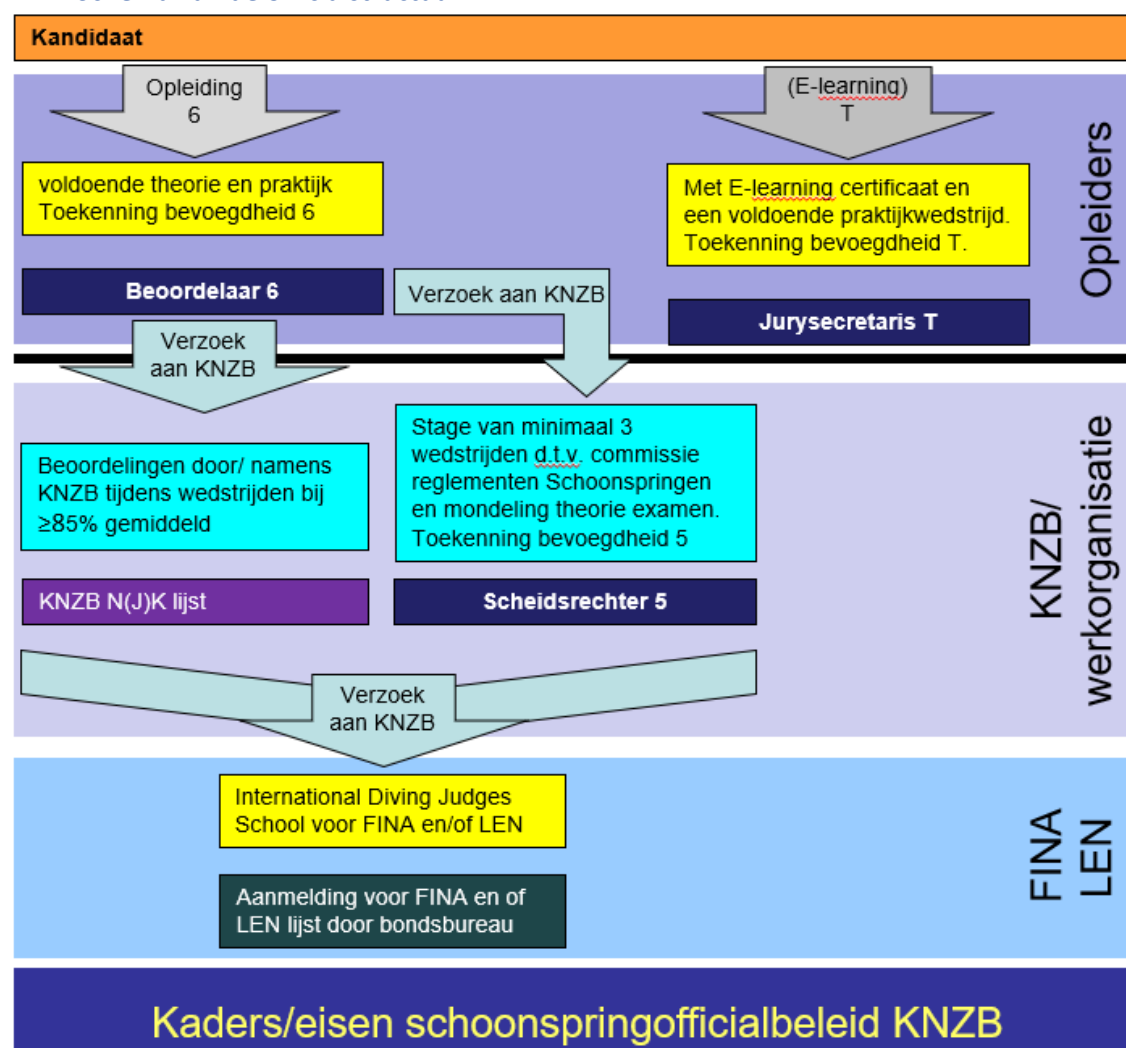 Kandidaat
Opleiding
6
(E-learning)
T
voldoende theorie en praktijk
Toekenning bevoegdheid 6
Met E-learning certificaat en
een voldoende praktijkwedstrijd.
Toekenning bevoegdheid T.
Opleiders
Beoordelaar 6
Verzoek aan KNZB
Jurysecretaris T
Verzoek
aan KNZB
Beoordelingen door/ namens
KNZB tijdens wedstrijden bij
≥85% gemiddeld
Stage van minimaal 3
wedstrijden d.t.v. commissie
reglementen Schoonspringen
en mondeling theorie examen.
Toekenning bevoegdheid 5
KNZB/
werkorganisatie
KNZB N(J)K lijst
Scheidsrechter 5
Verzoek
aan KNZB
International Diving Judges
School voor FINA en/of LEN
FINA
LEN
Aanmelding voor FINA en of
LEN lijst door bondsbureau
Kaders/eisen schoonspringofficialbeleid KNZB